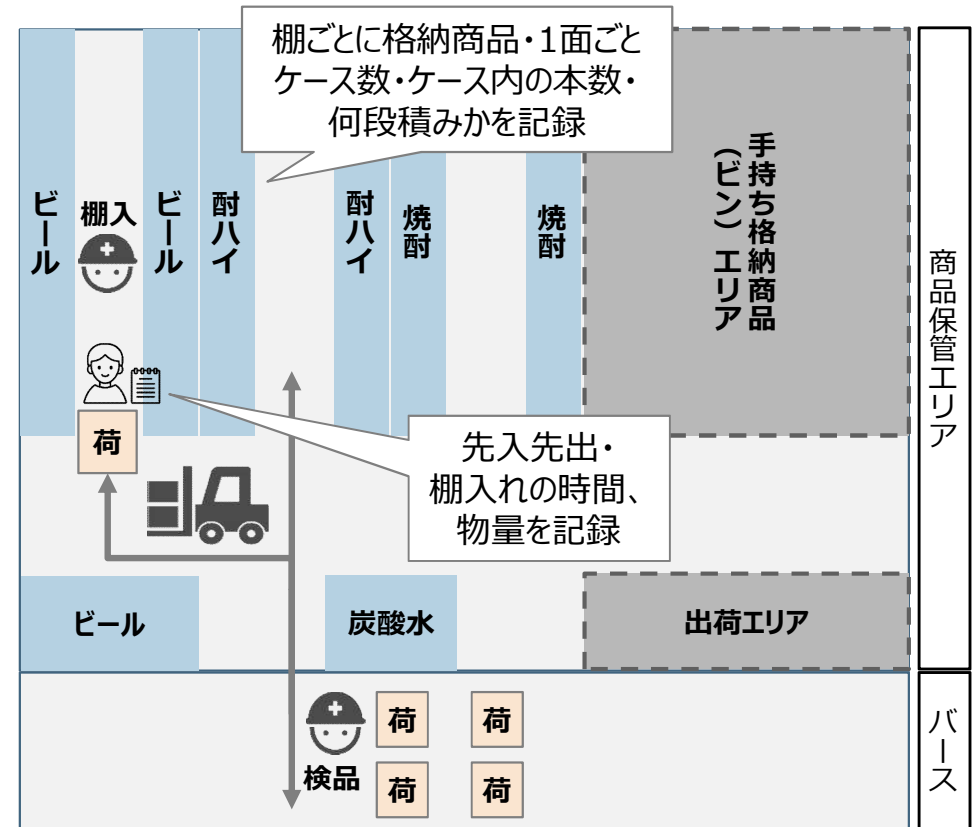 棚ごとに格納商品・1面ごと
ケース数・ケース内の本数・
何段積みかを記録
ビール
棚入
ビール
酎ハイ
酎ハイ
焼酎
焼酎
手持ち格納商品
(ビン)エリア
商品保管エリア
荷
先入先出・
棚入れの時間、
物量を記録
ビール
炭酸水
出荷エリア
検品
荷
荷
荷
荷
バース